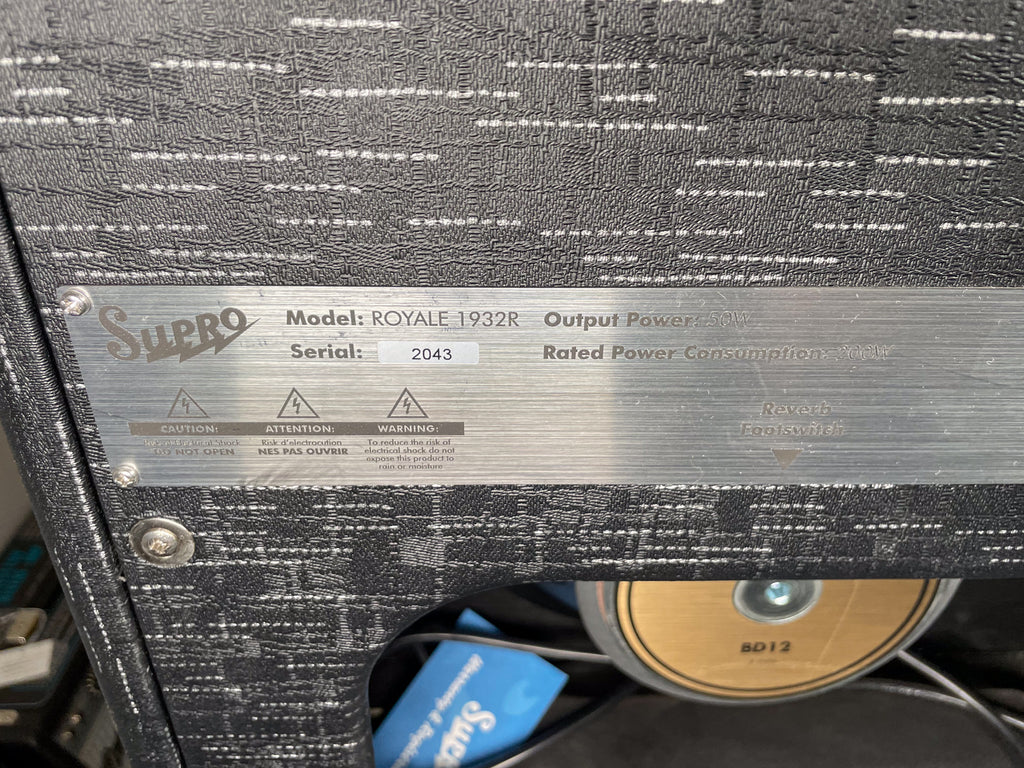 SUPRO
Model: ROYALE 1932R
Serial: 2043
Output Power: 50W
Rated Power Consumption: 200W
CAUTION:
DO NOT OPEN
ATTENTION:
Risk d'electrocution
NES PAS OUVRIR
WARNING:
To reduce the risk of
electrical shock do not
expose this product to
rain or moisture
Reverb
Footswitch
BD12